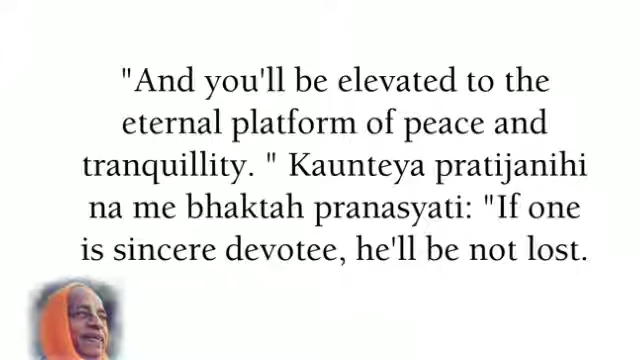 "And you'll be elevated to the
eternal platform of peace and
tranquillity. " Kaunteya pratijanihi
na me bhaktah pranasyati: "If one
is sincere devotee, he'll be not lost.